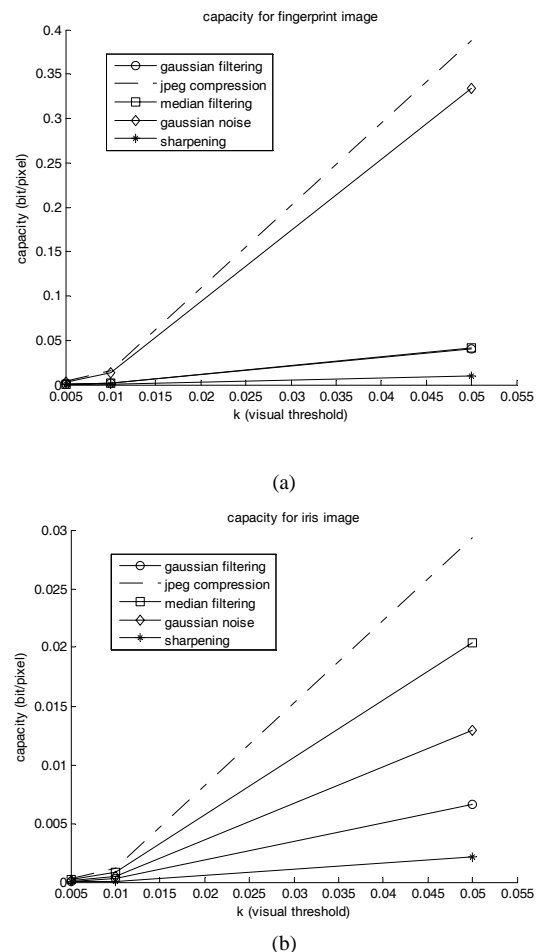 capacity for fingerprint image
0.4
0.35
0.3
0.25
0.2
0.15
0.1
0.05
0
capacity (bit/pixel)
gaussian filtering
jpeg compression
median filtering
gaussian noise
sharpening
0.005 0.01 0.015 0.02 0.025 0.03 0.035 0.04 0.045 0.05 0.055
k (visual threshold)
(a)
capacity for iris image
0.03
0.025
0.02
0.015
0.01
0.005
0
capacity (bit/pixel)
gaussian filtering
jpeg compression
median filtering
gaussian noise
sharpening
0.005 0.01 0.015 0.02 0.025 0.03 0.035 0.04 0.045 0.05 0.055
k (visual threshold)
(b)